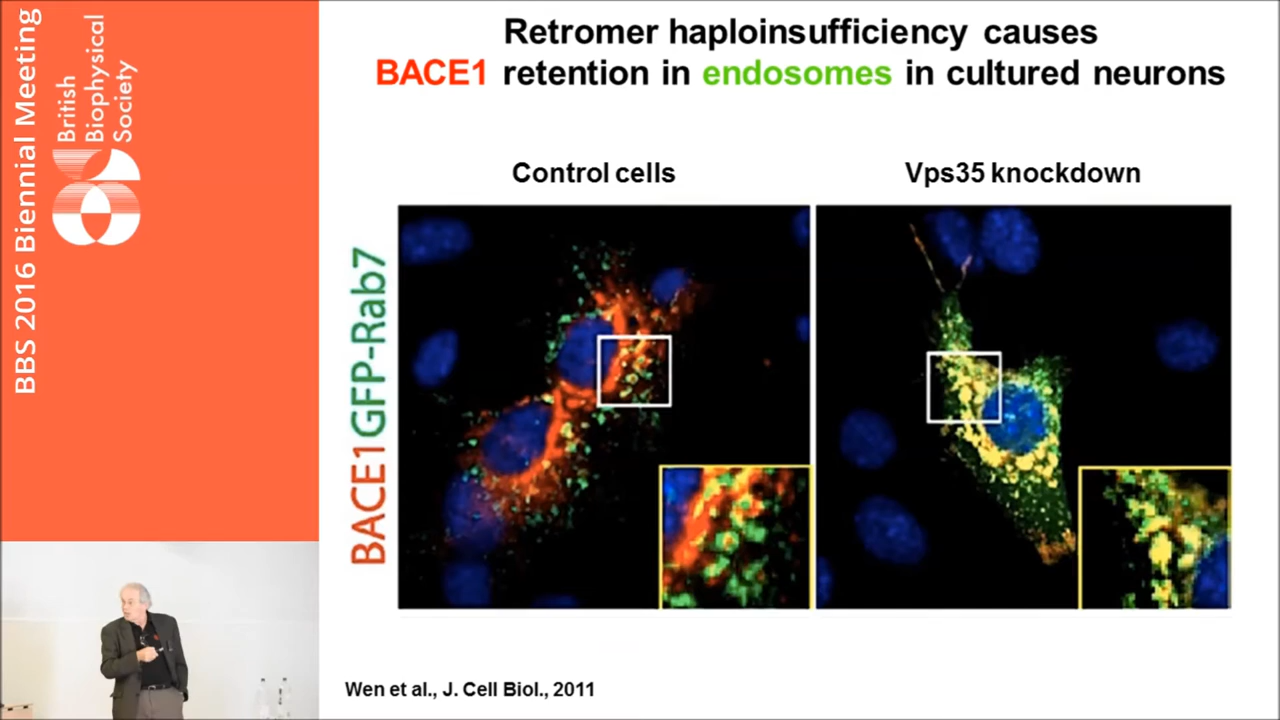 BBS 2016 Biennial Meeting
British
Biophysical
Society
Retromer haploinsufficiency causes
BACE1 retention in endosomes in cultured neurons
Control cells
Vps35 knockdown
BACE1 GFP-Rab7
Wen et al., J. Cell Biol., 2011